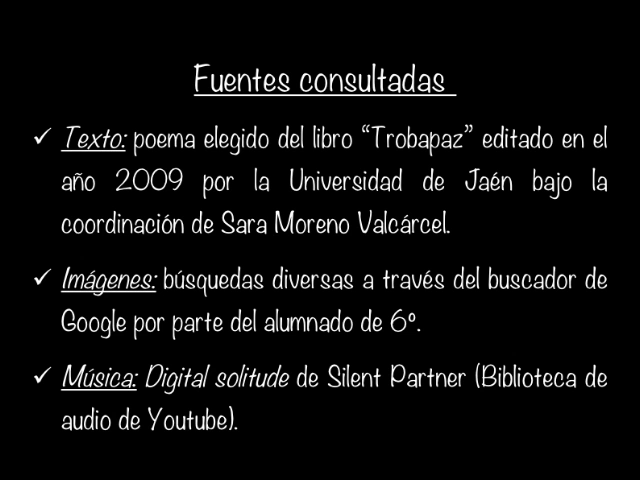 Fuentes consultadas
✓ Texto: poema elegido del libro “Trobapaz” editado en el
año 2009 por la Universidad de Jaén bajo la
coordinación de Sara Moreno Valcárcel.
✓ Imágenes: búsquedas diversas a través del buscador de
Google por parte del alumnado de 6º.
✓ Música: Digital solitude de Silent Partner (Biblioteca de
audio de Youtube).